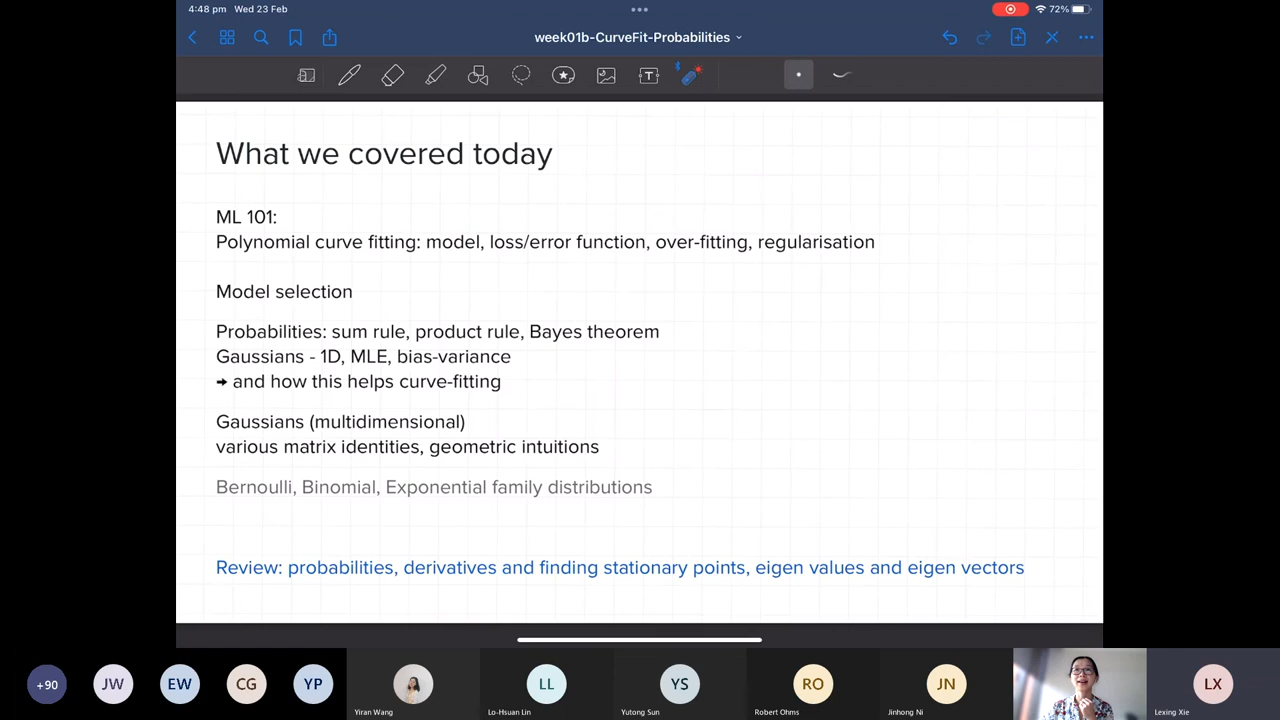 4:48 pm Wed 23 Feb
72%
week01b-CurveFit-Probabilities
What we covered today
ML 101:
Polynomial curve fitting: model, loss/error function, over-fitting, regularisation
Model selection
Probabilities: sum rule, product rule, Bayes theorem
Gaussians - 1D, MLE, bias-variance
→ and how this helps curve-fitting
Gaussians (multidimensional)
various matrix identities, geometric intuitions
Bernoulli, Binomial, Exponential family distributions
Review: probabilities, derivatives and finding stationary points, eigen values and eigen vectors
+90 JW EW CG YP LL YS RO JN LX
Yiran Wang Lo-Hsuan Lin Yutong Sun Robert Ohms Jinhong Ni Lexing Xie